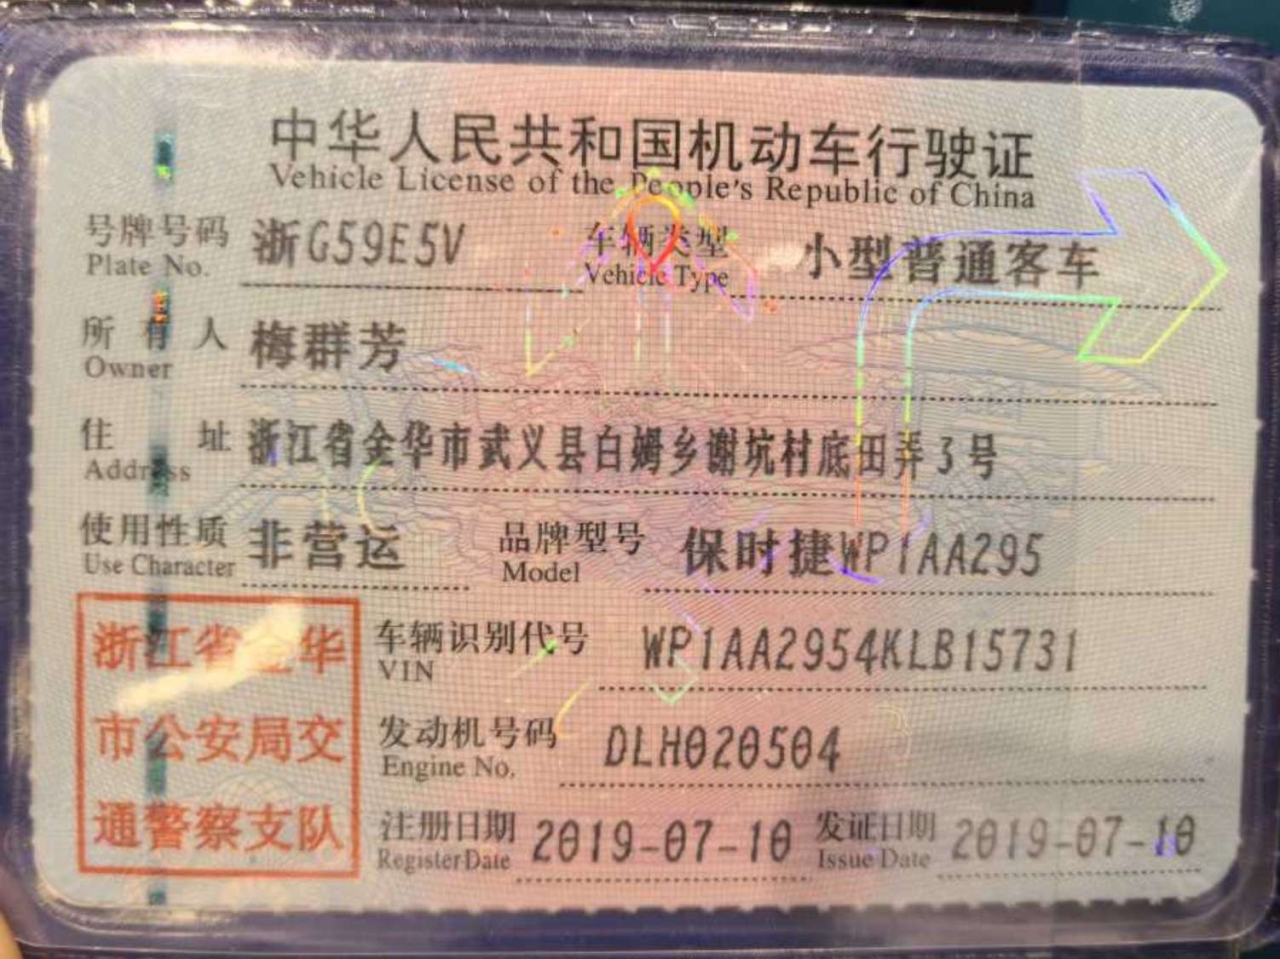 中华人民共和国机动车行驶证
Vehicle License of the People's Republic of China
号牌号码 浙G59E5V 车辆类型 小型普通客车
Plate No. Vehicle Type
所有人 梅群芳
Owner
住址 浙江省金华市武义县白姆乡谢坑村底田弄3号
Address
使用性质 非营运 品牌型号 保时捷WP1AA295
Use Character Model
浙江省金华 车辆识别代号 WP1AA2954KLB15731
VIN
市公安局交 发动机号码 DLH020504
Engine No.
通警察支队 注册日期 2019-07-10 发证日期 2019-07-10
Register Date Issue Date